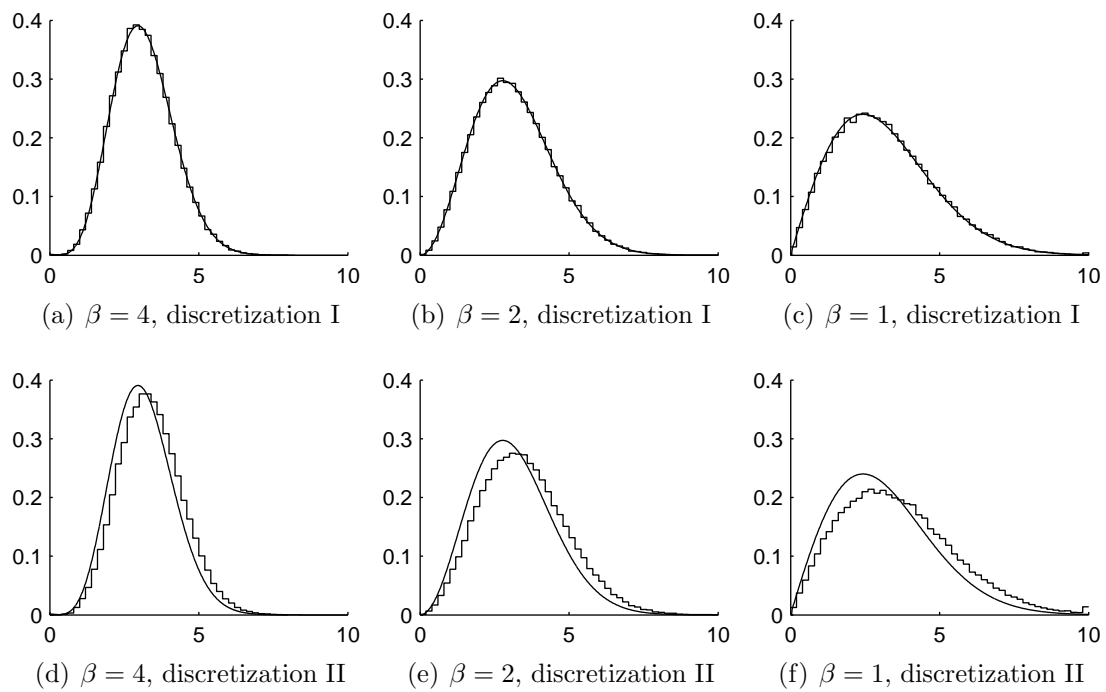 0.4
0.3
0.2
0.1
0
0 5 10
(a) β = 4, discretization I
0.4
0.3
0.2
0.1
0
0 5 10
(b) β = 2, discretization I
0.4
0.3
0.2
0.1
0
0 5 10
(c) β = 1, discretization I
0.4
0.3
0.2
0.1
0
0 5 10
(d) β = 4, discretization II
0.4
0.3
0.2
0.1
0
0 5 10
(e) β = 2, discretization II
0.4
0.3
0.2
0.1
0
0 5 10
(f) β = 1, discretization II